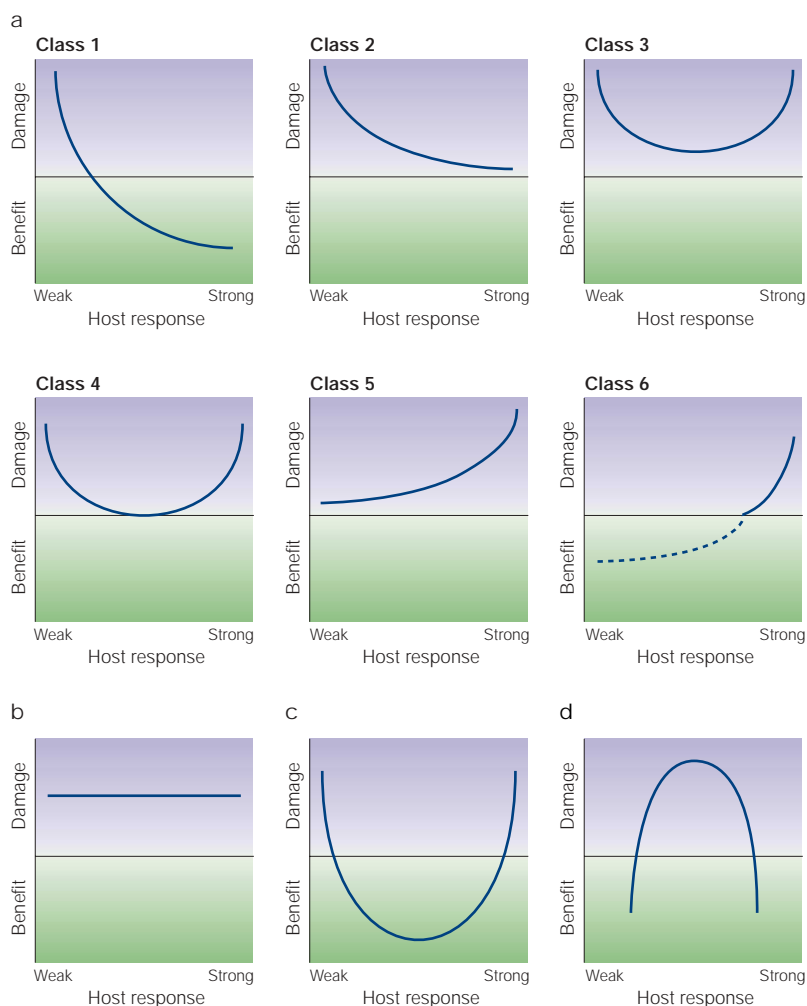 a
Class 1
Class 2
Class 3
Damage
Benefit
Weak
Strong
Host response
Damage
Benefit
Weak
Strong
Host response
Damage
Benefit
Weak
Strong
Host response
Class 4
Class 5
Class 6
Damage
Benefit
Weak
Strong
Host response
Damage
Benefit
Weak
Strong
Host response
Damage
Benefit
Weak
Strong
Host response
b
c
d
Damage
Benefit
Weak
Strong
Host response
Damage
Benefit
Weak
Strong
Host response
Damage
Benefit
Weak
Strong
Host response